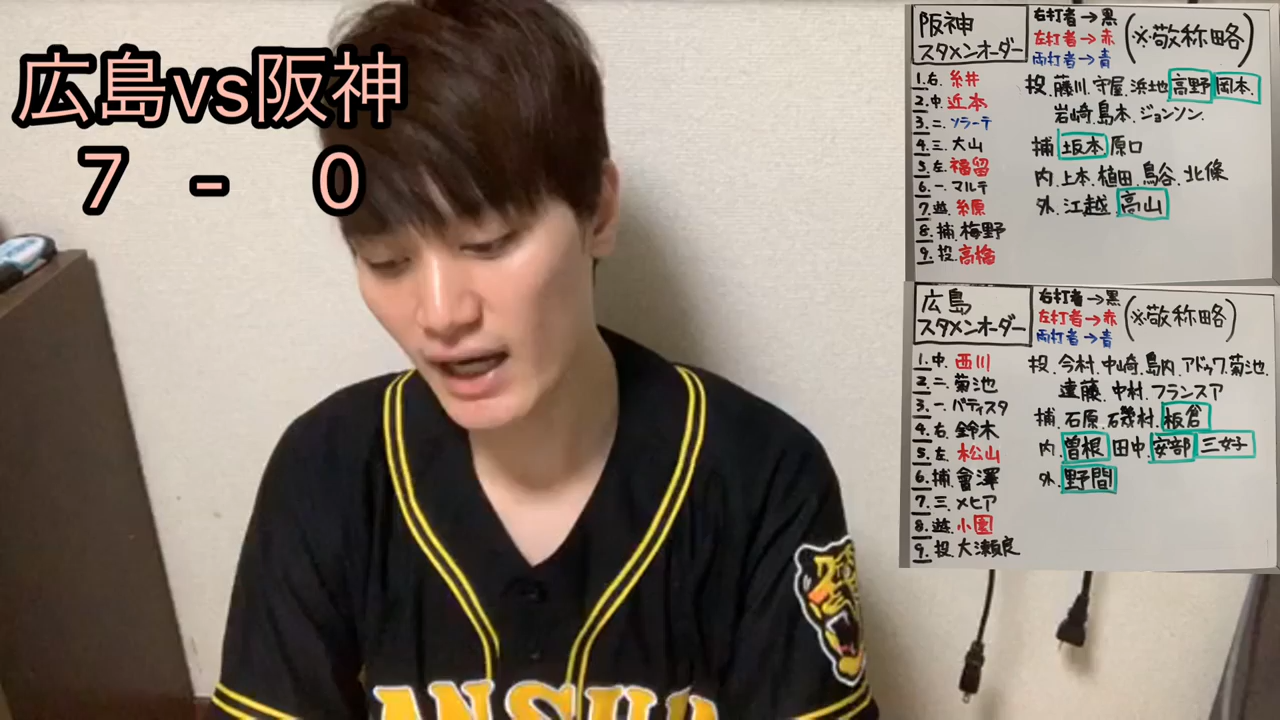 広島vs阪神
7 - 0
阪神
スタメンオーダー
右打者→黒
左打者→赤
両打者→青
(※敬称略)
1.右.糸井
2.中.近本
3.二.ソラーテ
4.三.大山
5.左.福留
6.一.マルテ
7.遊.糸原
8.捕.梅野
9.投.高橋
投.藤川.守屋.浜地.高野.岡本.
岩崎.島本.ジョンソン.
捕.坂本.原口
内.上本.植田.鳥谷.北條
外.江越.高山
広島
スタメンオーダー
右打者→黒
左打者→赤
両打者→青
(※敬称略)
1.中.西川
2.二.菊池
3.一.バティスタ
4.右.鈴木
5.左.松山
6.捕.會澤
7.三.メヒア
8.遊.小園
9.投.大瀬良
投.今村.中﨑.島内.アドゥワ.菊池.
遠藤.中村.フランスア
捕.石原.磯村.坂倉
内.曽根.田中.安部.三好
外.野間
HANSHIN